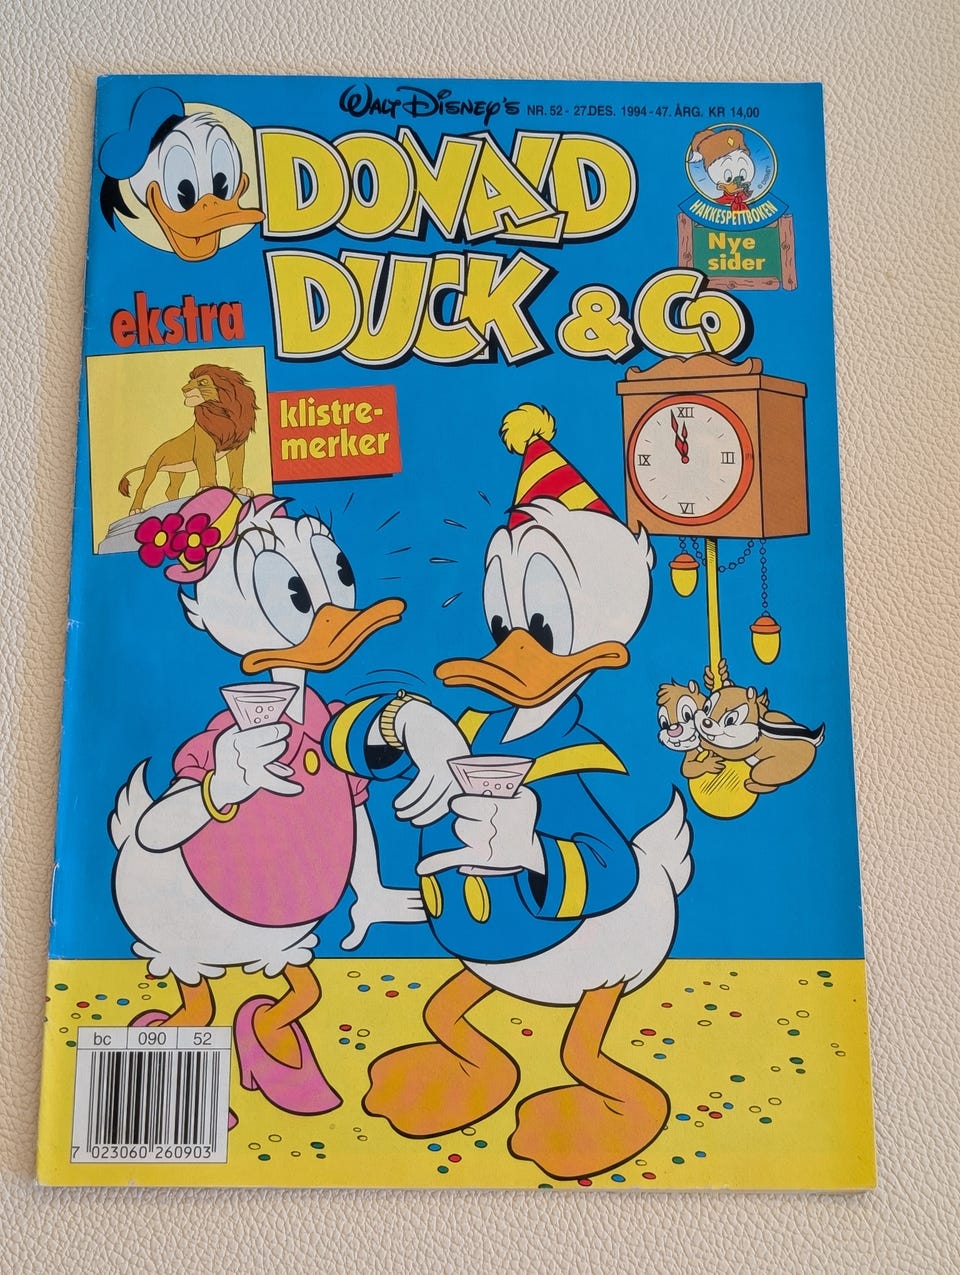 WALT DISNEY'S NR. 52 - 27.DES. 1994 - 47. ÅRG. KR 14,00
DONALD
DUCK & Co
HAKKESPETTBOKEN
Nye
sider
ekstra
klistre-
merker
XII
IX III
VI
bc 090 52
7 023060 260903